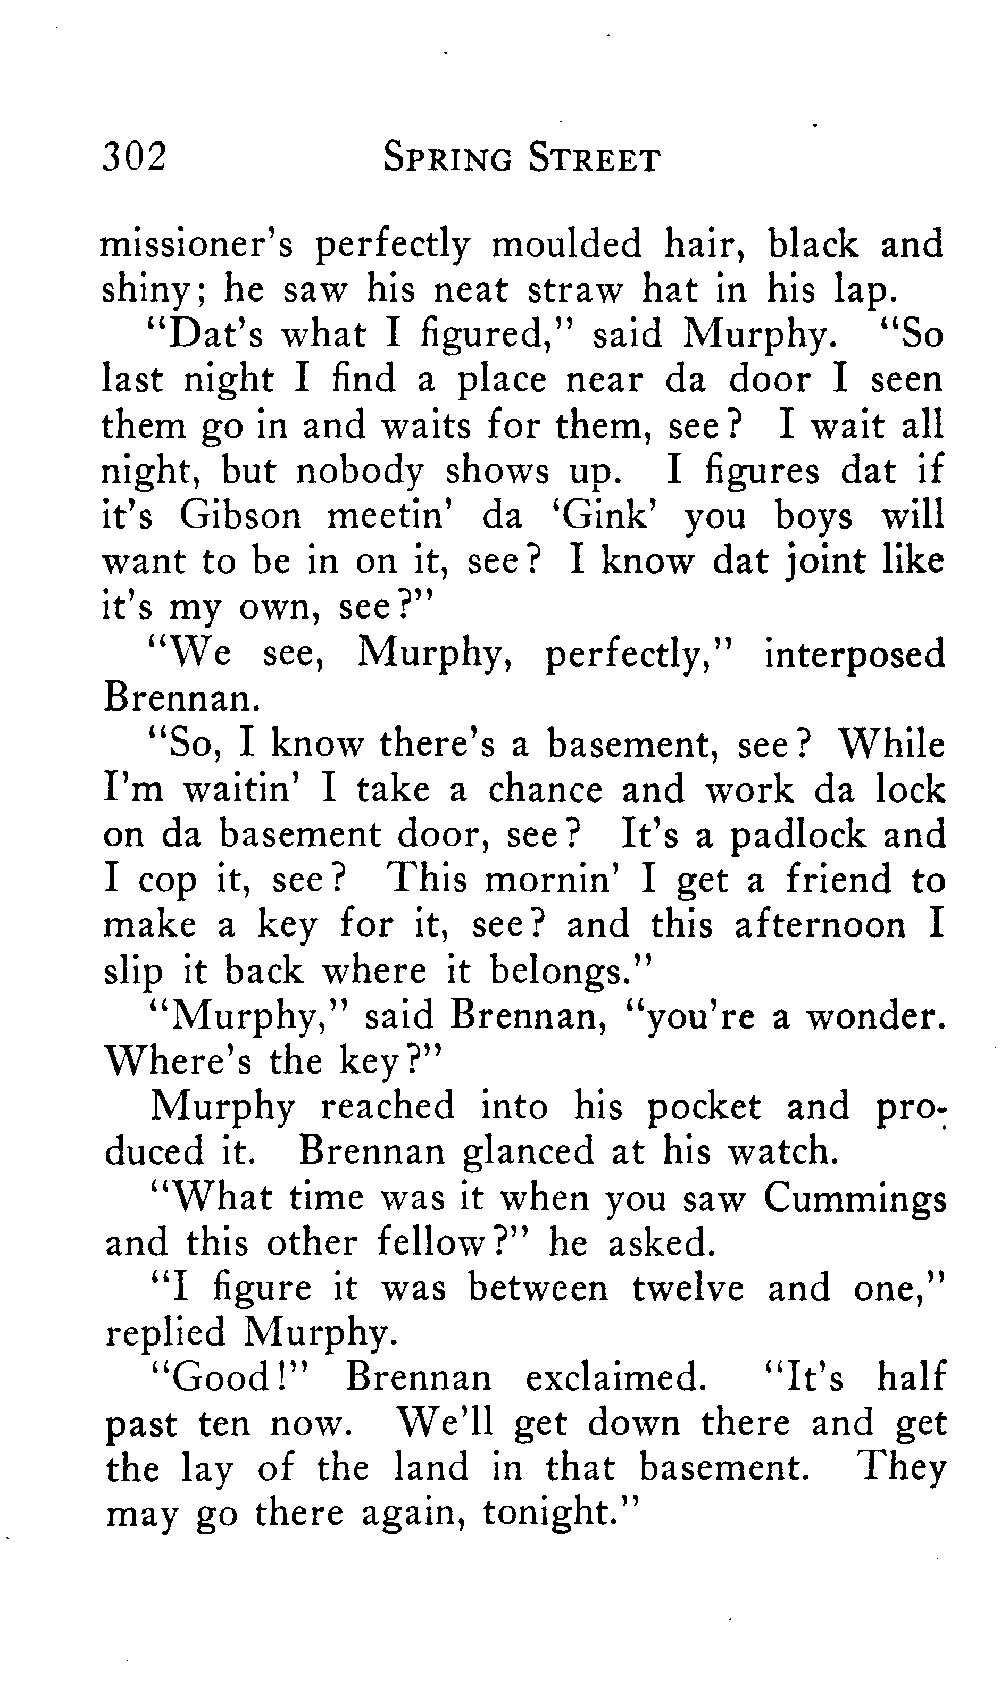 302 SPRING STREET
missioner's perfectly moulded hair, black and
shiny; he saw his neat straw hat in his lap.
"Dat's what I figured," said Murphy. "So
last night I find a place near da door I seen
them go in and waits for them, see? I wait all
night, but nobody shows up. I figures dat if
it's Gibson meetin' da 'Gink' you boys will
want to be in on it, see? I know dat joint like
it's my own, see?"
"We see, Murphy, perfectly," interposed
Brennan.
"So, I know there's a basement, see? While
I'm waitin' I take a chance and work da lock
on da basement door, see? It's a padlock and
I cop it, see? This mornin' I get a friend to
make a key for it, see? and this afternoon I
slip it back where it belongs."
"Murphy," said Brennan, "you're a wonder.
Where's the key?"
Murphy reached into his pocket and pro-
duced it. Brennan glanced at his watch.
"What time was it when you saw Cummings
and this other fellow?" he asked.
"I figure it was between twelve and one,"
replied Murphy.
"Good!" Brennan exclaimed. "It's half
past ten now. We'll get down there and get
the lay of the land in that basement. They
may go there again, tonight."